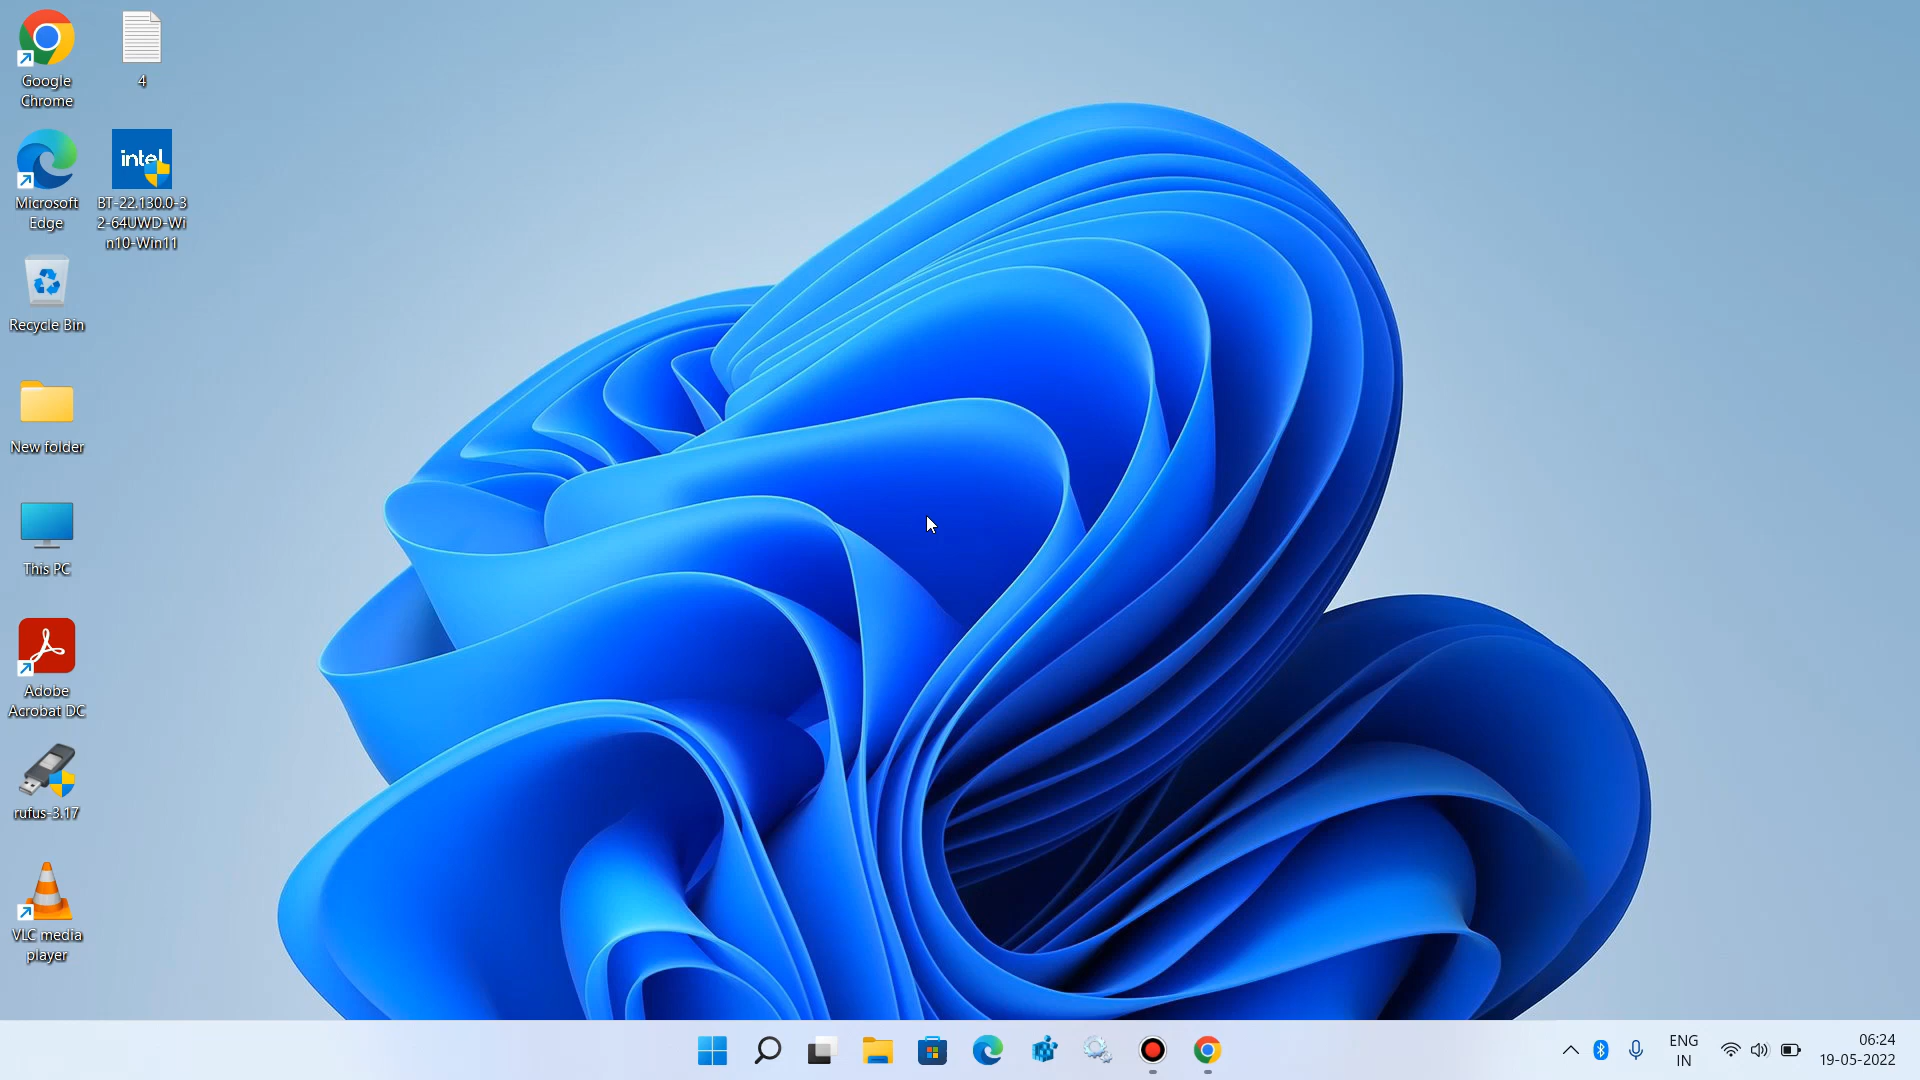 Google
Chrome
4
Microsoft
Edge
intel
BT-22.130.0-3
2-64UWD-Wi
n10-Win11
Recycle Bin
New folder
This PC
Adobe
Acrobat DC
rufus-3.17
VLC media
player
ENG
IN
06:24
19-05-2022